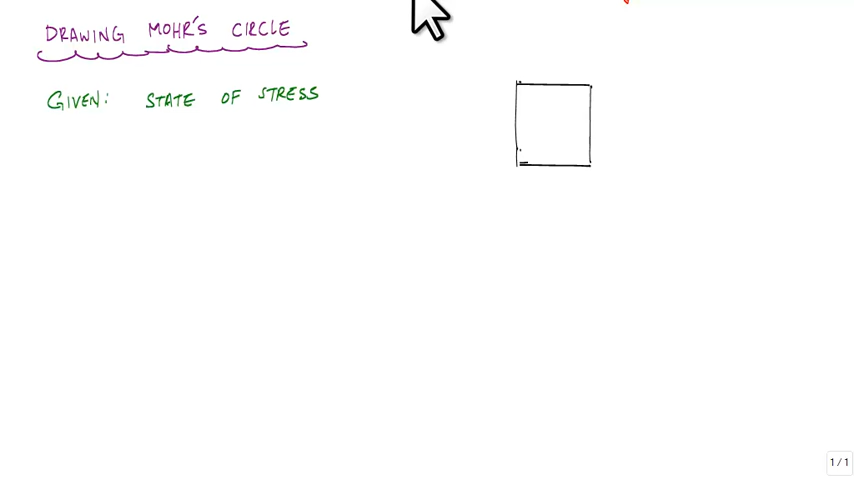 DRAWING MOHR'S CIRCLE
GIVEN: STATE OF STRESS
1 / 1